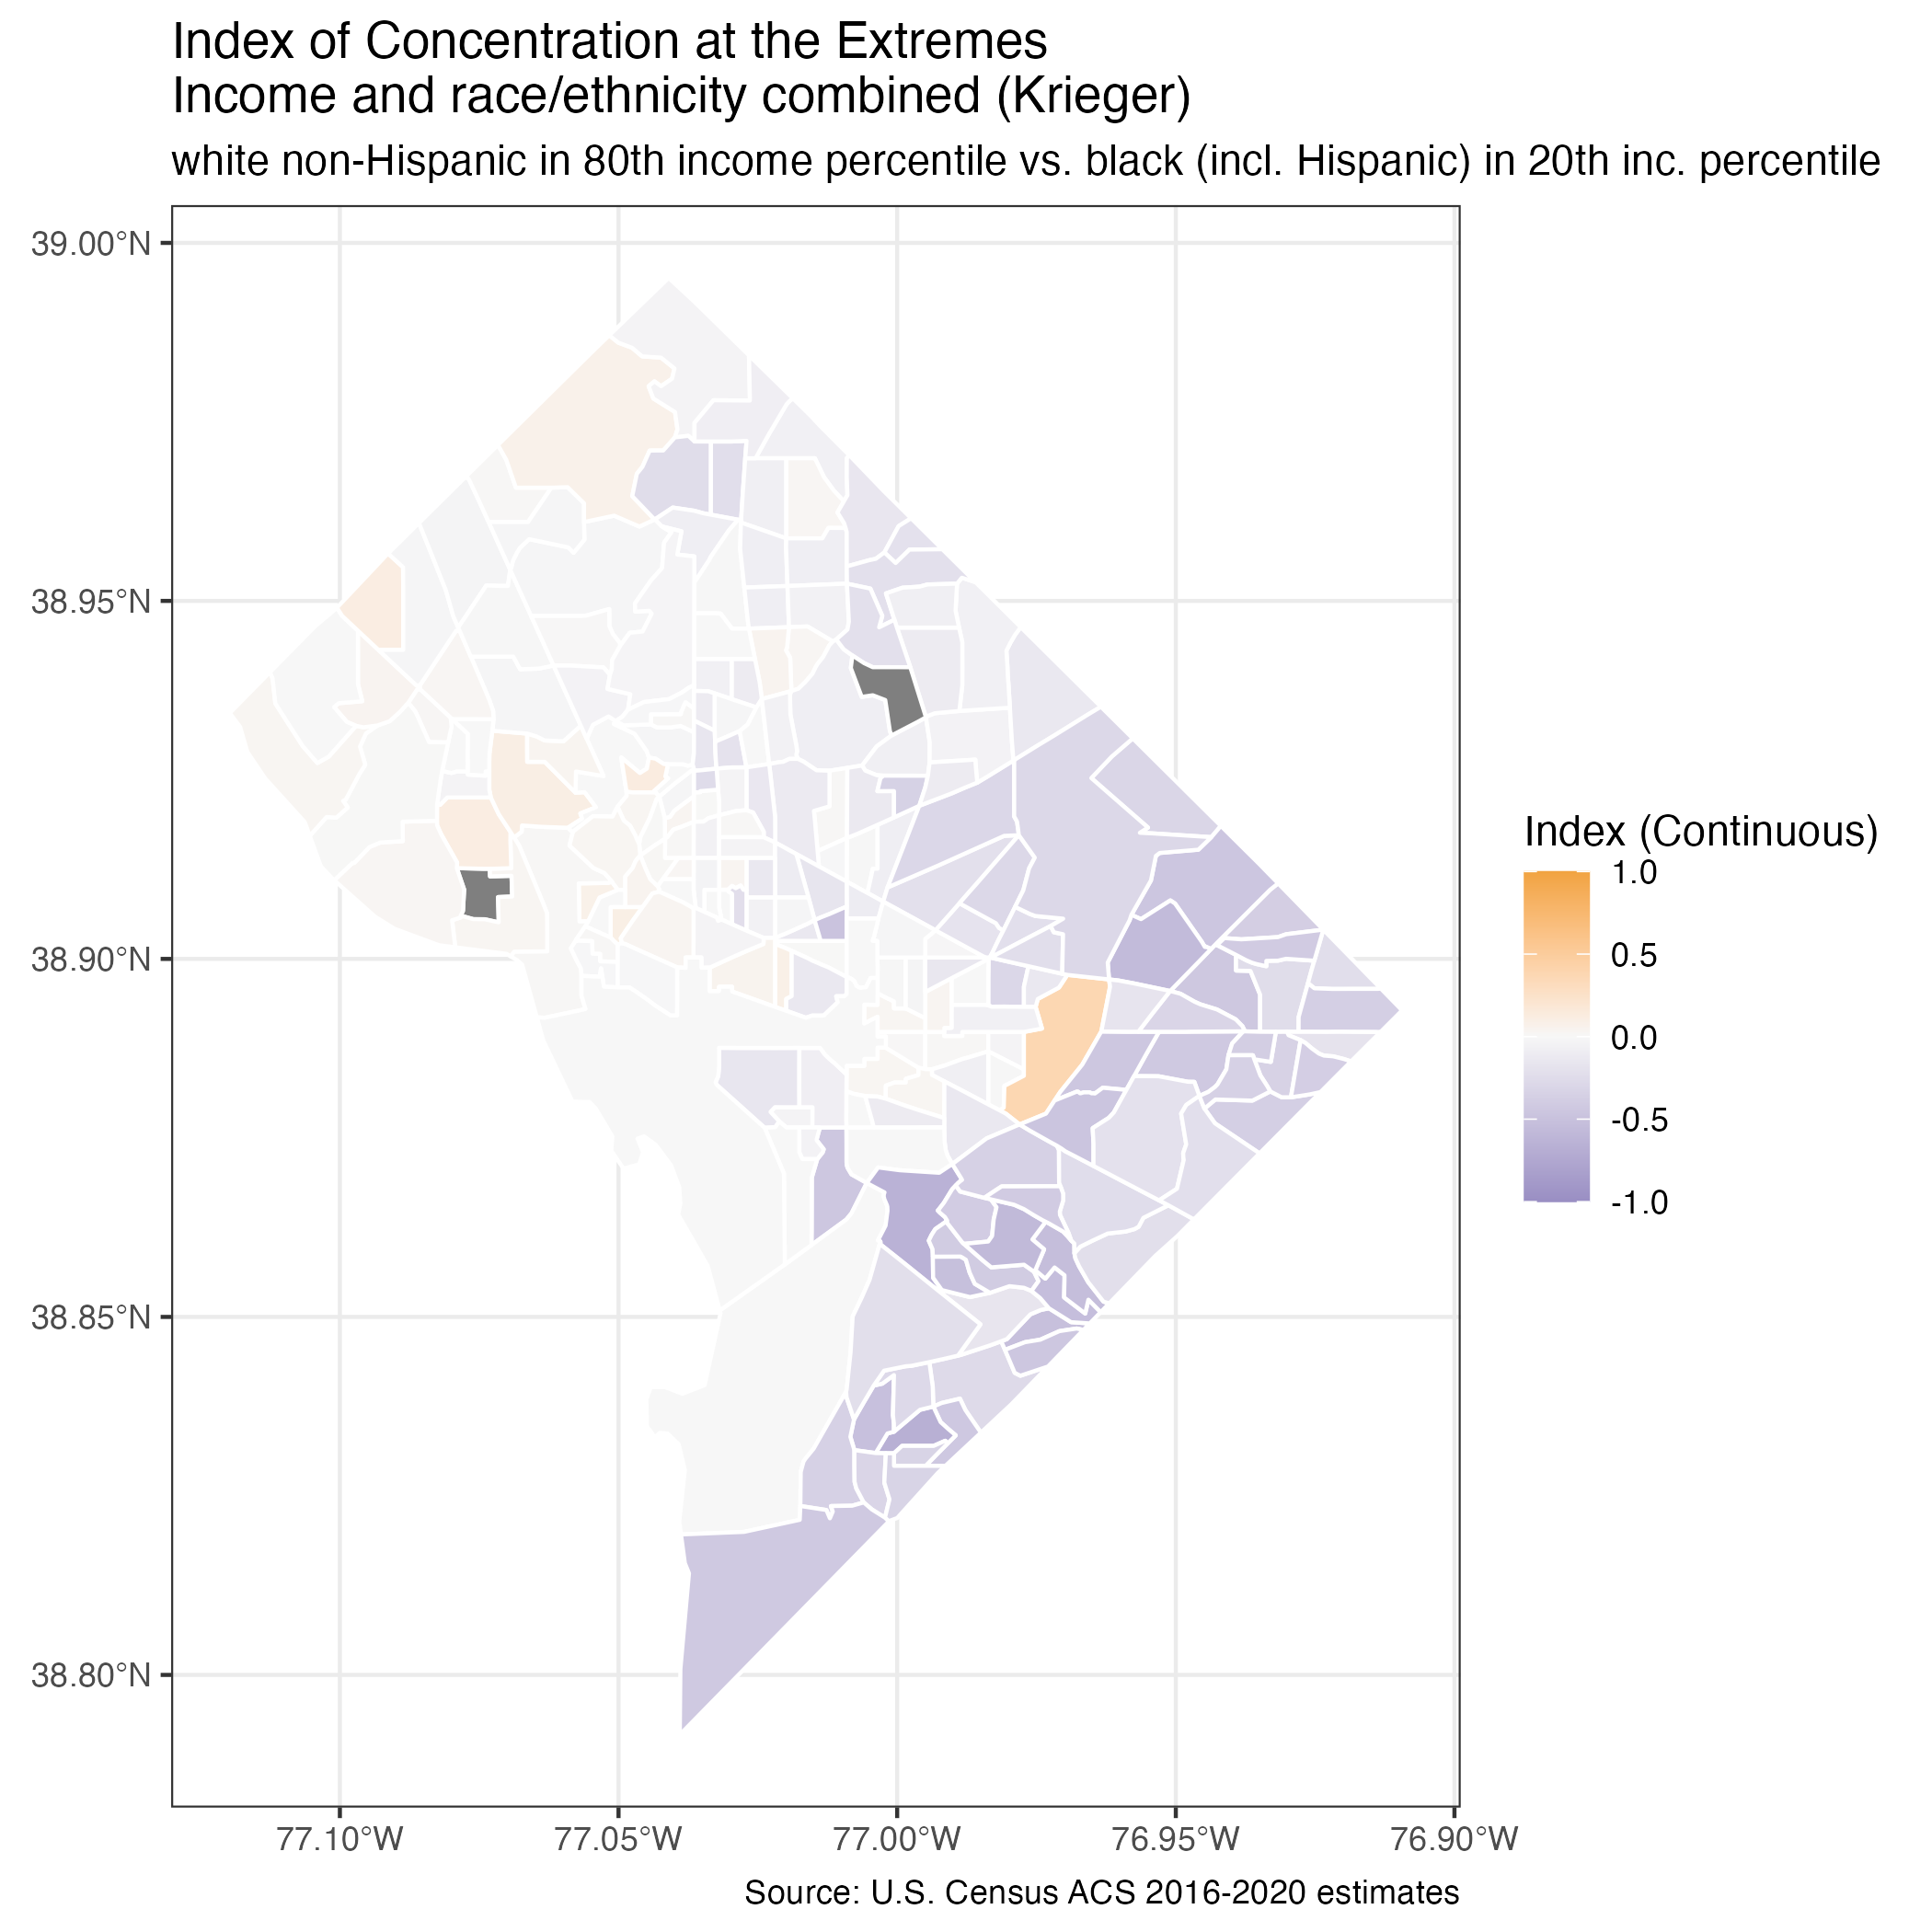 Index of Concentration at the Extremes
Income and race/ethnicity combined (Krieger)
white non-Hispanic in 80th income percentile vs. black (incl. Hispanic) in 20th inc. percentile
39.00°N
38.95°N
38.90°N
38.85°N
38.80°N
77.10°W
77.05°W
77.00°W
76.95°W
76.90°W
Index (Continuous)
1.0
0.5
0.0
-0.5
-1.0
Source: U.S. Census ACS 2016-2020 estimates